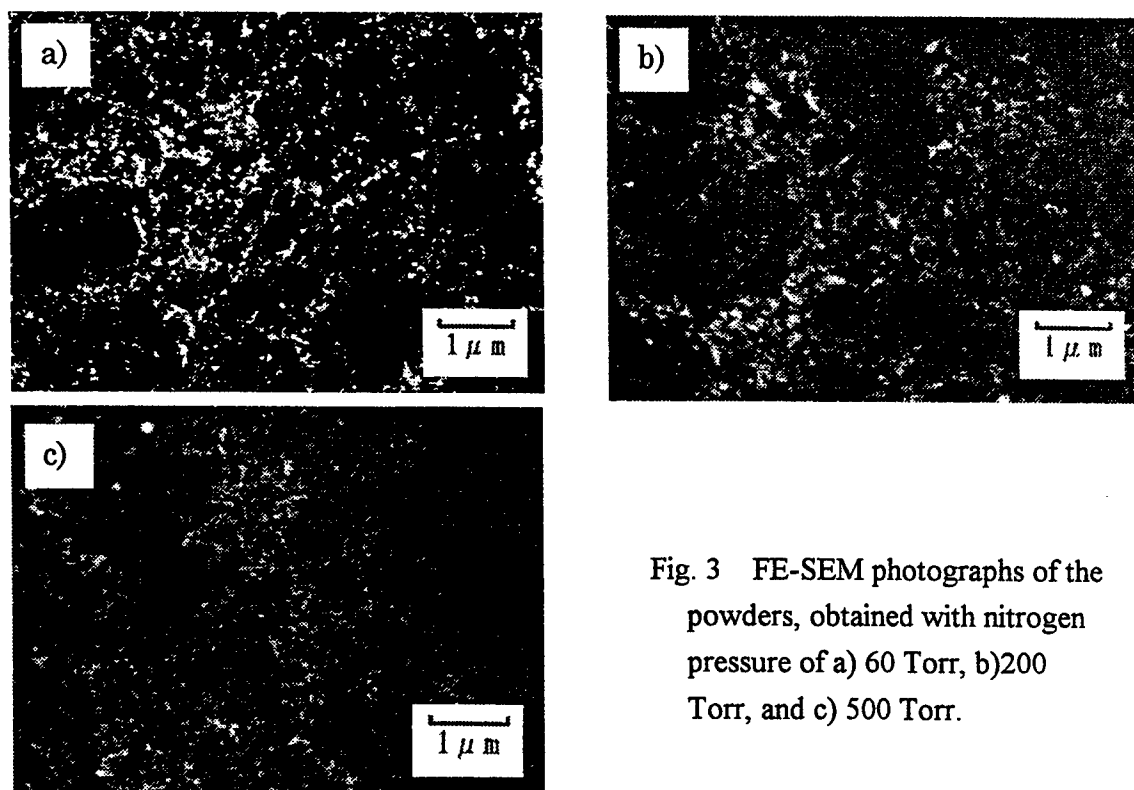 a)
1 μ m
b)
1 μ m
c)
1 μ m
Fig. 3 FE-SEM photographs of the
powders, obtained with nitrogen
pressure of a) 60 Torr, b)200
Torr, and c) 500 Torr.